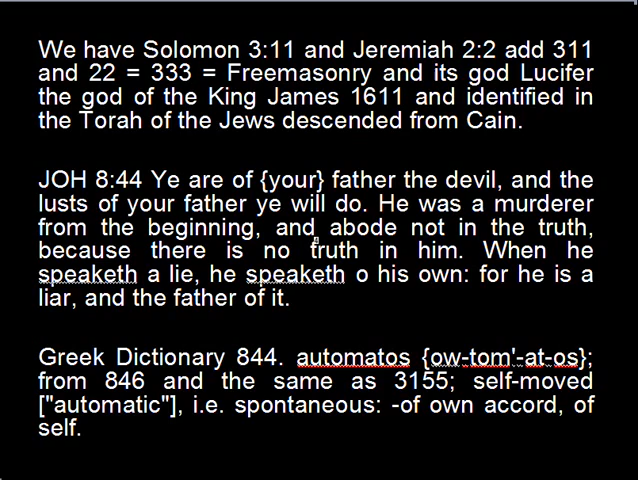 We have Solomon 3:11 and Jeremiah 2:2 add 311
and 22 = 333 = Freemasonry and its god Lucifer
the god of the King James 1611 and identified in
the Torah of the Jews descended from Cain.
JOH 8:44 Ye are of {your} father the devil, and the
lusts of your father ye will do. He was a murderer
from the beginning, and abode not in the truth,
because there is no truth in him. When he
speaketh a lie, he speaketh o his own: for he is a
liar, and the father of it.
Greek Dictionary 844. automatos {ow-tom'-at-os};
from 846 and the same as 3155; self-moved
["automatic"], i.e. spontaneous: -of own accord, of
self.